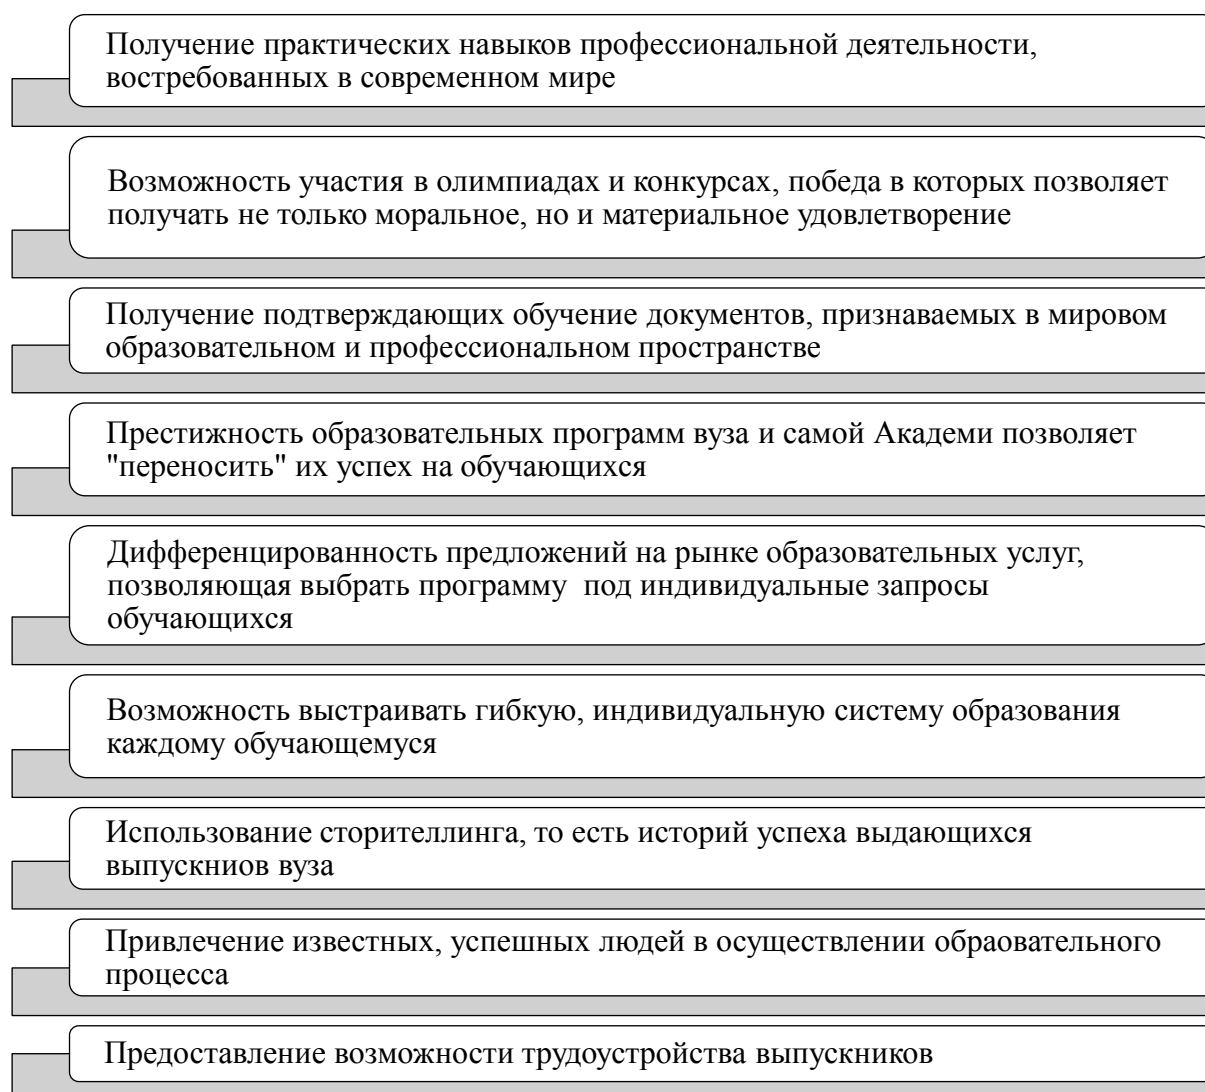 Получение практических навыков профессиональной деятельности,
востребованных в современном мире
Возможность участия в олимпиадах и конкурсах, победа в которых позволяет
получать не только моральное, но и материальное удовлетворение
Получение подтверждающих обучение документов, признаваемых в мировом
образовательном и профессиональном пространстве
Престижность образовательных программ вуза и самой Академи позволяет
"переносить" их успех на обучающихся
Дифференцированность предложений на рынке образовательных услуг,
позволяющая выбрать программу  под индивидуальные запросы
обучающихся
Возможность выстраивать гибкую, индивидуальную систему образования
каждому обучающемуся
Использование сторителлинга, то есть историй успеха выдающихся
выпускниов вуза
Привлечение известных, успешных людей в осуществлении обраовательного
процесса
Предоставление возможности трудоустройства выпускников